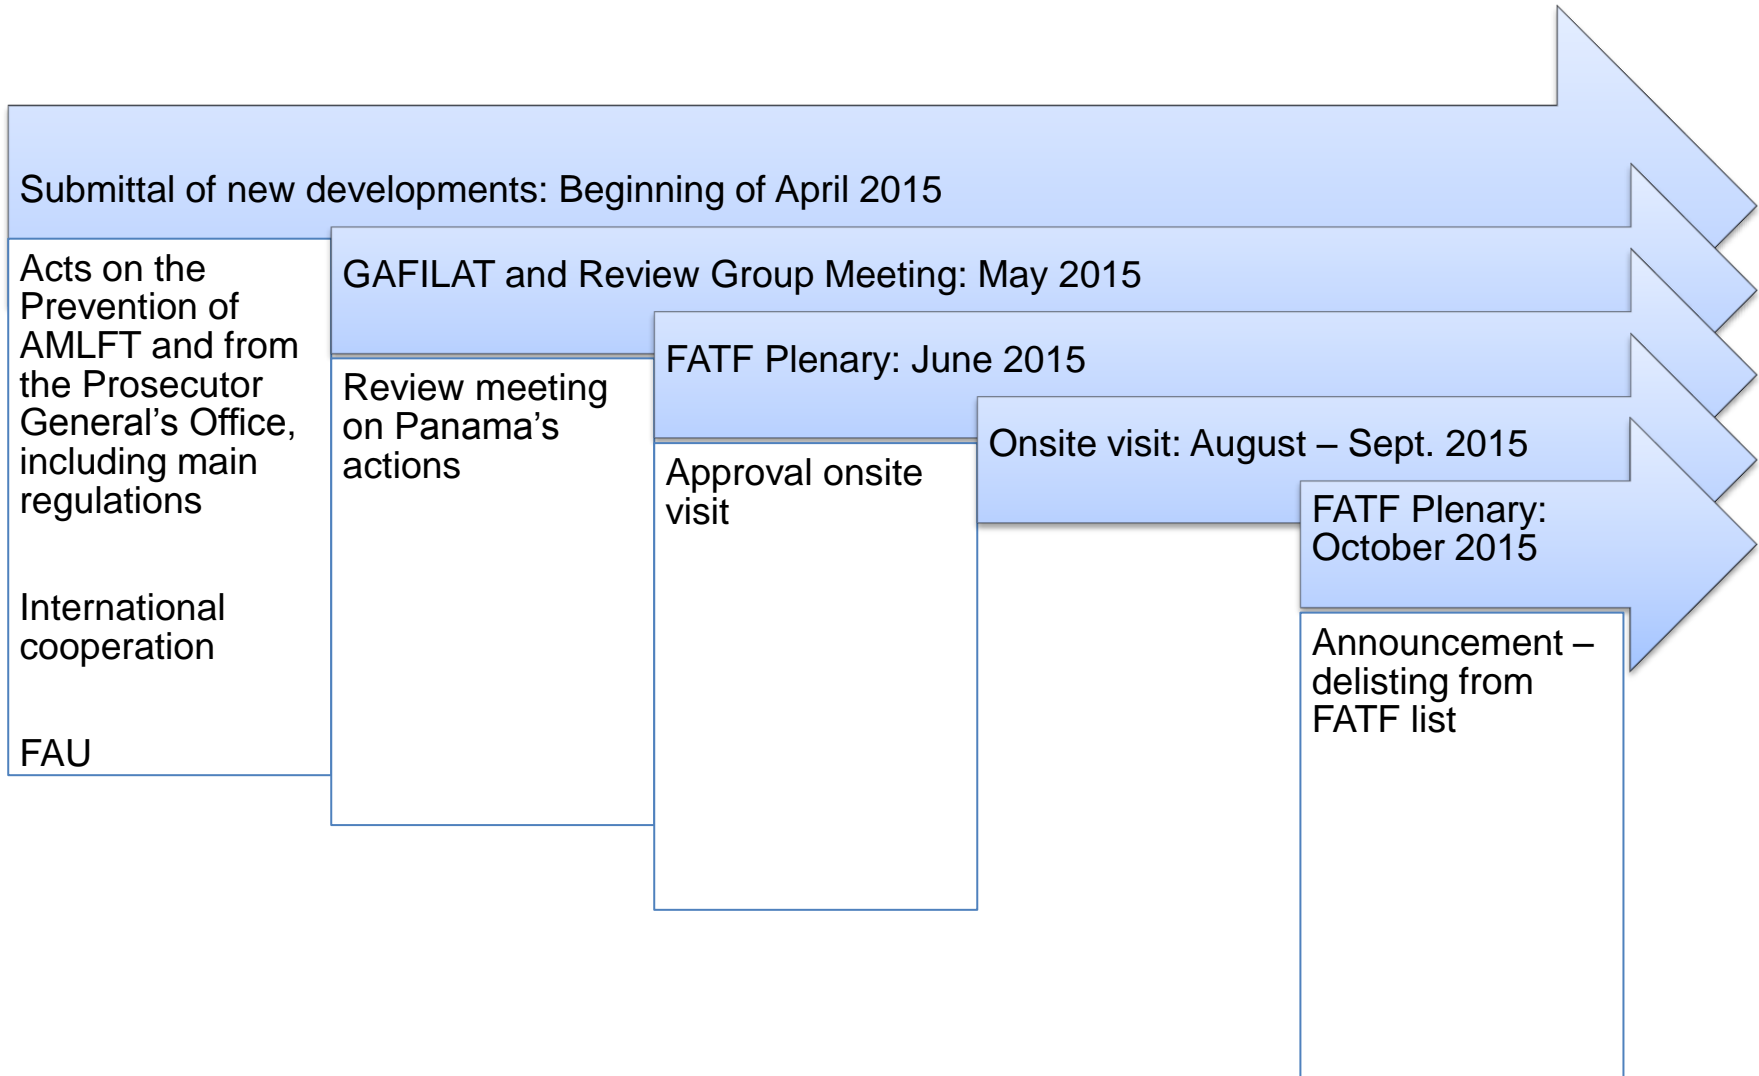 Submittal of new developments: Beginning of April 2015
Acts on the
Prevention of
AMLFT and from
the Prosecutor
General’s Office,
including main
regulations
International
cooperation
FAU
GAFILAT and Review Group Meeting: May 2015
Review meeting
on Panama’s
actions
FATF Plenary: June 2015
Approval onsite
visit
Onsite visit: August – Sept. 2015
FATF Plenary:
October 2015
Announcement –
delisting from
FATF list